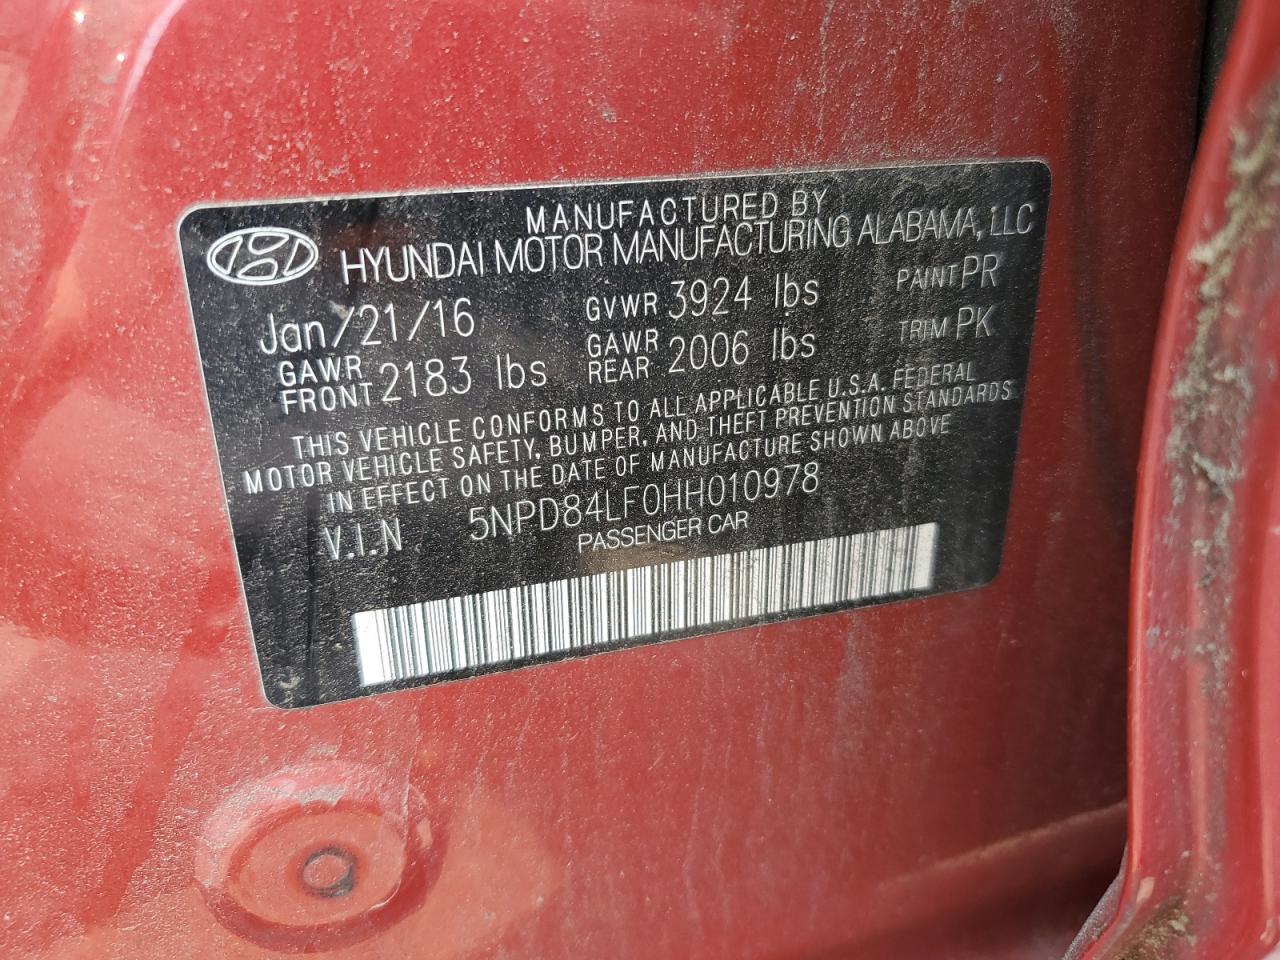 MANUFACTURED BY
HYUNDAI MOTOR MANUFACTURING ALABAMA, LLC
Jan/21/16 GVWR 3924 lbs PAINT PR
GAWR FRONT 2183 lbs GAWR REAR 2006 lbs TRIM PK
THIS VEHICLE CONFORMS TO ALL APPLICABLE U.S.A. FEDERAL
MOTOR VEHICLE SAFETY, BUMPER, AND THEFT PREVENTION STANDARDS
IN EFFECT ON THE DATE OF MANUFACTURE SHOWN ABOVE
V.I.N 5NPD84LF0HH010978
PASSENGER CAR